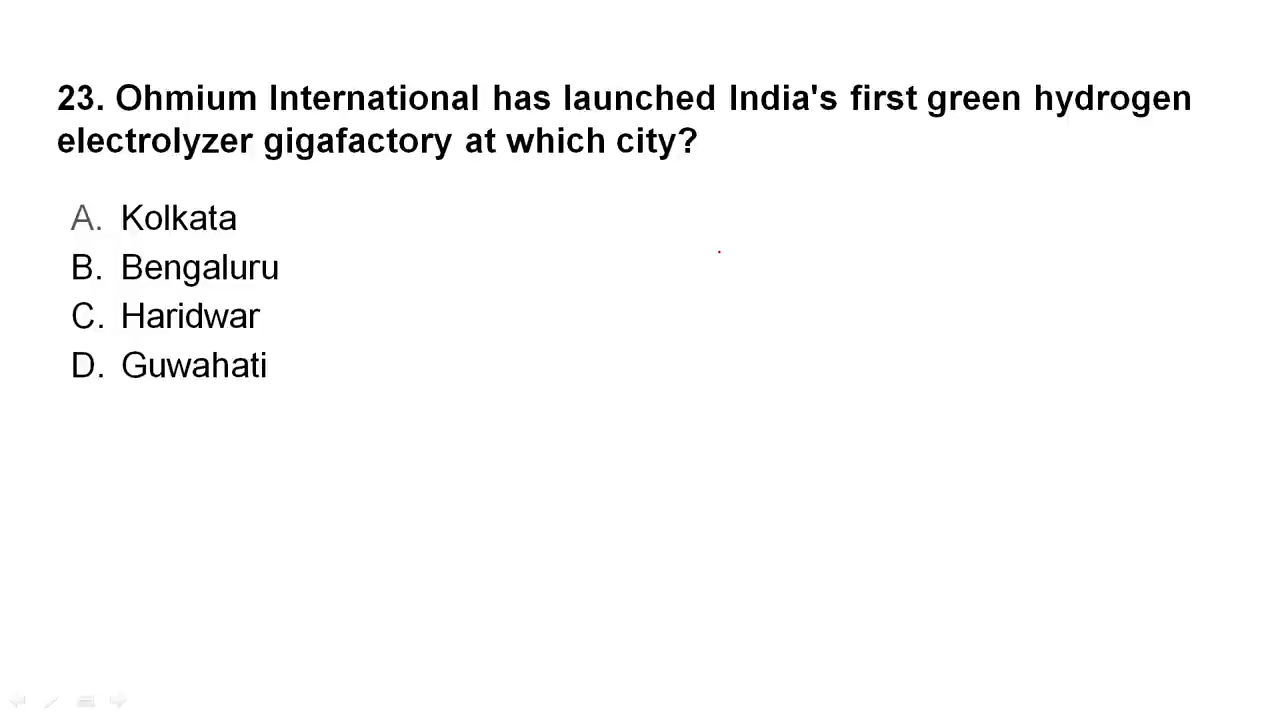 23. Ohmium International has launched India's first green hydrogen
electrolyzer gigafactory at which city?
A. Kolkata
B. Bengaluru
C. Haridwar
D. Guwahati